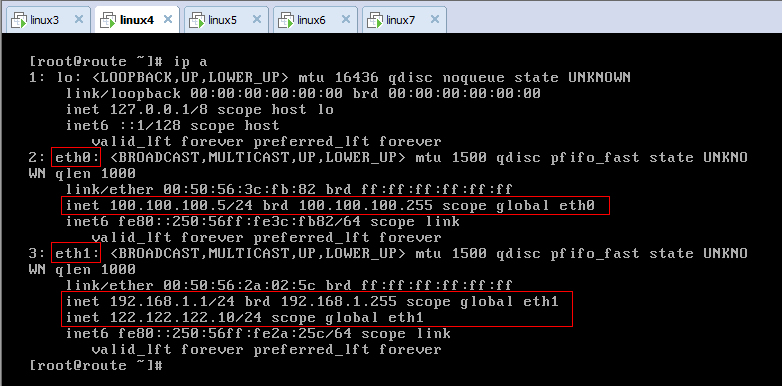 linux3 linux4 linux5 linux6 linux7
[root@route ~]# ip a
1: lo: <LOOPBACK,UP,LOWER_UP> mtu 16436 qdisc noqueue state UNKNOWN
link/loopback 00:00:00:00:00:00 brd 00:00:00:00:00:00
inet 127.0.0.1/8 scope host lo
inet6 ::1/128 scope host
valid_lft forever preferred_lft forever
2: eth0: <BROADCAST,MULTICAST,UP,LOWER_UP> mtu 1500 qdisc pfifo_fast state UNKNO
WN qlen 1000
link/ether 00:50:56:3c:fb:82 brd ff:ff:ff:ff:ff:ff
inet 100.100.100.5/24 brd 100.100.100.255 scope global eth0
inet6 fe80::250:56ff:fe3c:fb82/64 scope link
valid_lft forever preferred_lft forever
3: eth1: <BROADCAST,MULTICAST,UP,LOWER_UP> mtu 1500 qdisc pfifo_fast state UNKNO
WN qlen 1000
link/ether 00:50:56:2a:02:5c brd ff:ff:ff:ff:ff:ff
inet 192.168.1.1/24 brd 192.168.1.255 scope global eth1
inet 122.122.122.10/24 scope global eth1
inet6 fe80::250:56ff:fe2a:25c/64 scope link
valid_lft forever preferred_lft forever
[root@route ~]#